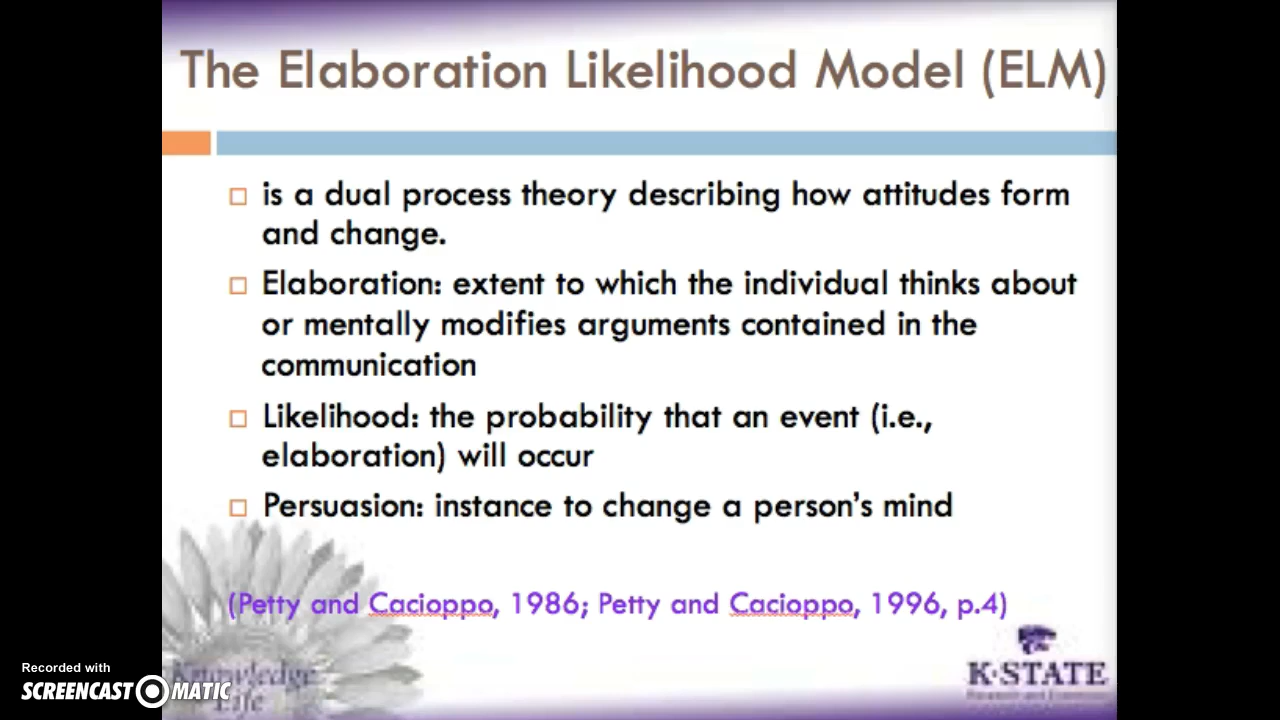 The Elaboration Likelihood Model (ELM)
is a dual process theory describing how attitudes form
and change.
Elaboration: extent to which the individual thinks about
or mentally modifies arguments contained in the
communication
Likelihood: the probability that an event (i.e.,
elaboration) will occur
Persuasion: instance to change a person's mind
(Petty and Cacioppo, 1986; Petty and Cacioppo, 1996, p.4)
Knowledge
Life
K-STATE
Recorded with
SCREENCAST MATIC